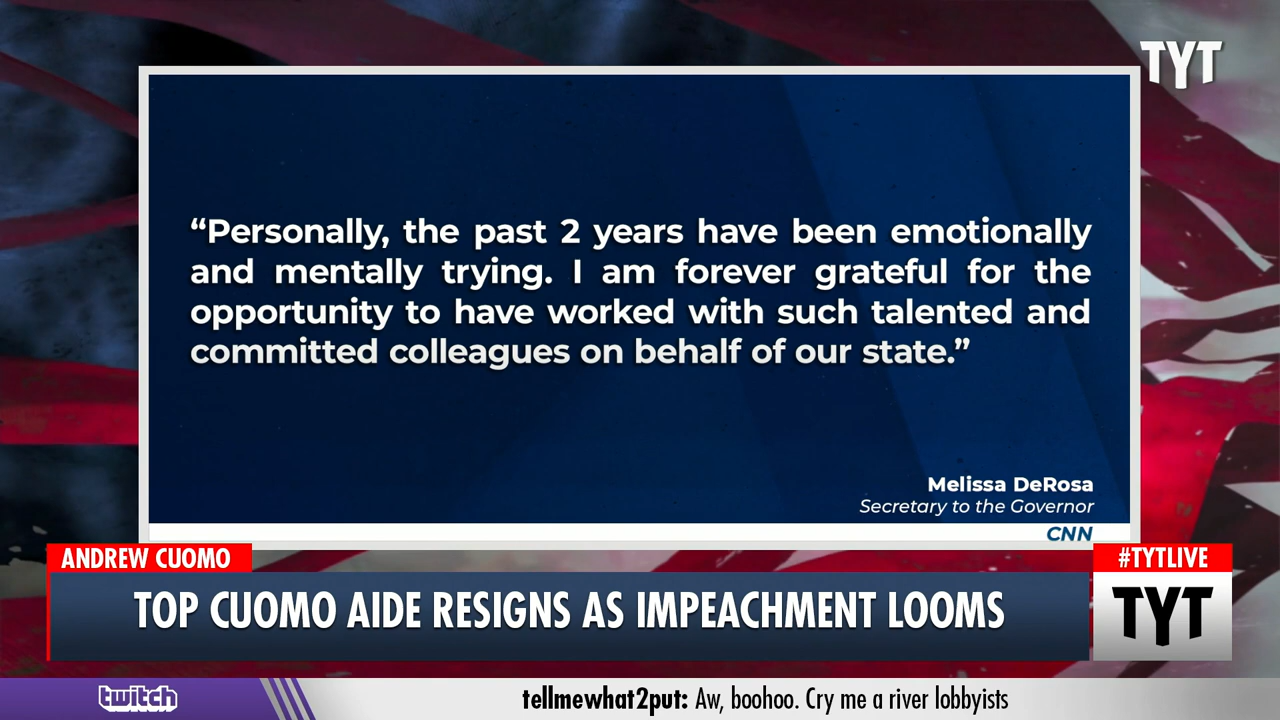 TYT
“Personally, the past 2 years have been emotionally
and mentally trying. I am forever grateful for the
opportunity to have worked with such talented and
committed colleagues on behalf of our state.”
Melissa DeRosa
Secretary to the Governor
CNN
ANDREW CUOMO
#TYTLIVE
TOP CUOMO AIDE RESIGNS AS IMPEACHMENT LOOMS
TYT
twitch
tellmewhat2put: Aw, boohoo. Cry me a river lobbyists